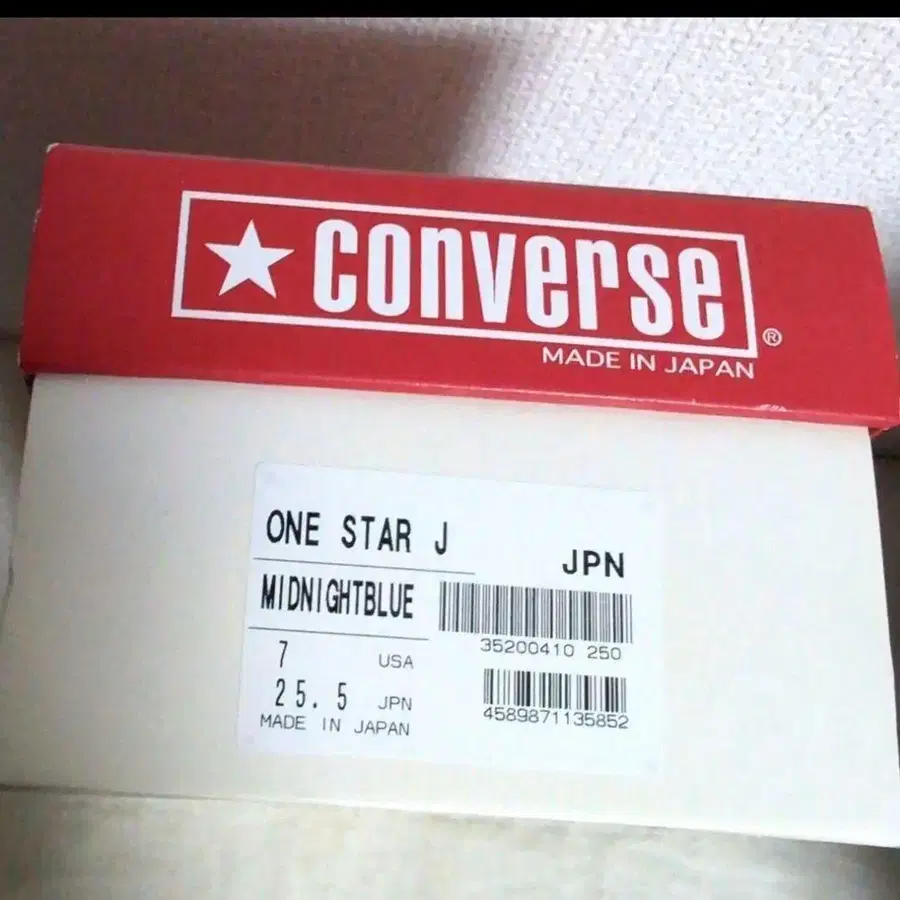 CONVERSE®
MADE IN JAPAN
ONE STAR J
JPN
MIDNIGHTBLUE
35200410 250
7 USA
25.5 JPN
4589871135852
MADE IN JAPAN